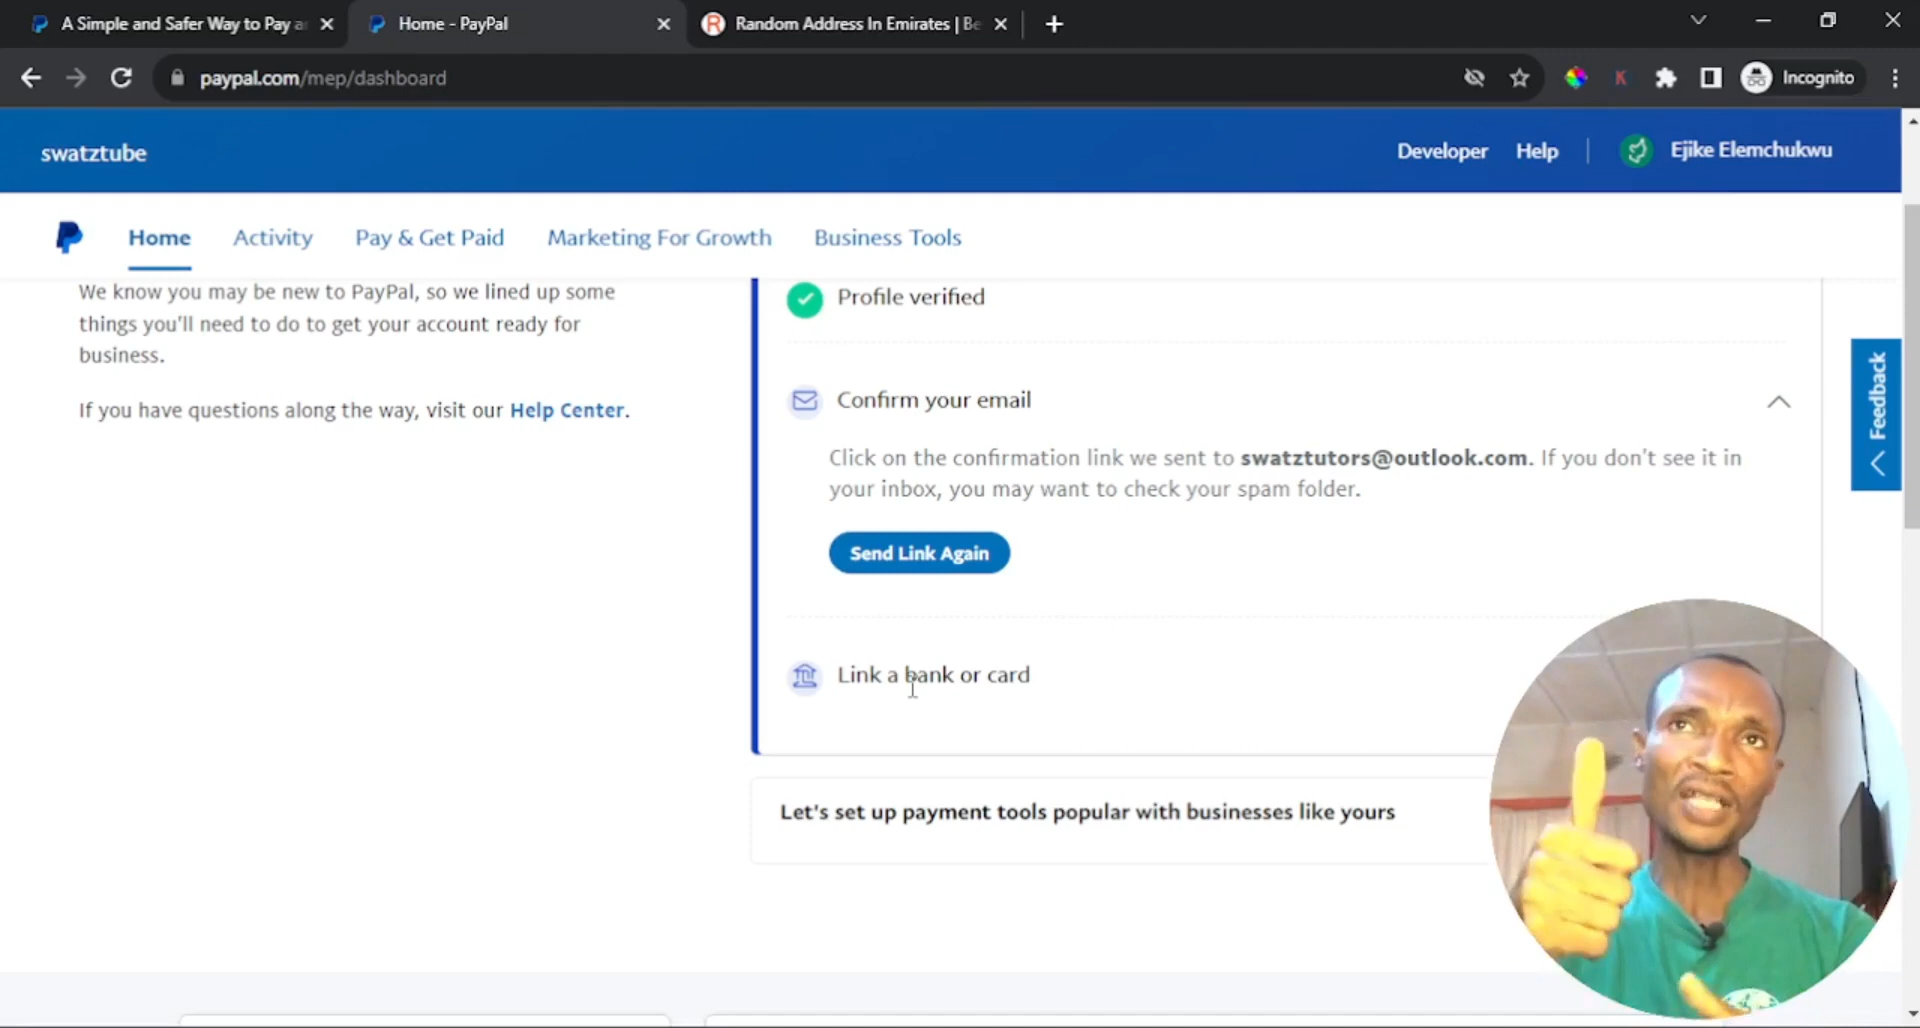 A Simple and Safer Way to Pay a
Home - PayPal
Random Address In Emirates | Be
paypal.com/mep/dashboard
Incognito
swatztube
Developer
Help
Ejike Elemchukwu
Home
Activity
Pay & Get Paid
Marketing For Growth
Business Tools
We know you may be new to PayPal, so we lined up some
things you'll need to do to get your account ready for
business.
If you have questions along the way, visit our Help Center.
Profile verified
Confirm your email
Click on the confirmation link we sent to swatztutors@outlook.com. If you don't see it in
your inbox, you may want to check your spam folder.
Send Link Again
Link a bank or card
Let's set up payment tools popular with businesses like yours
Feedback